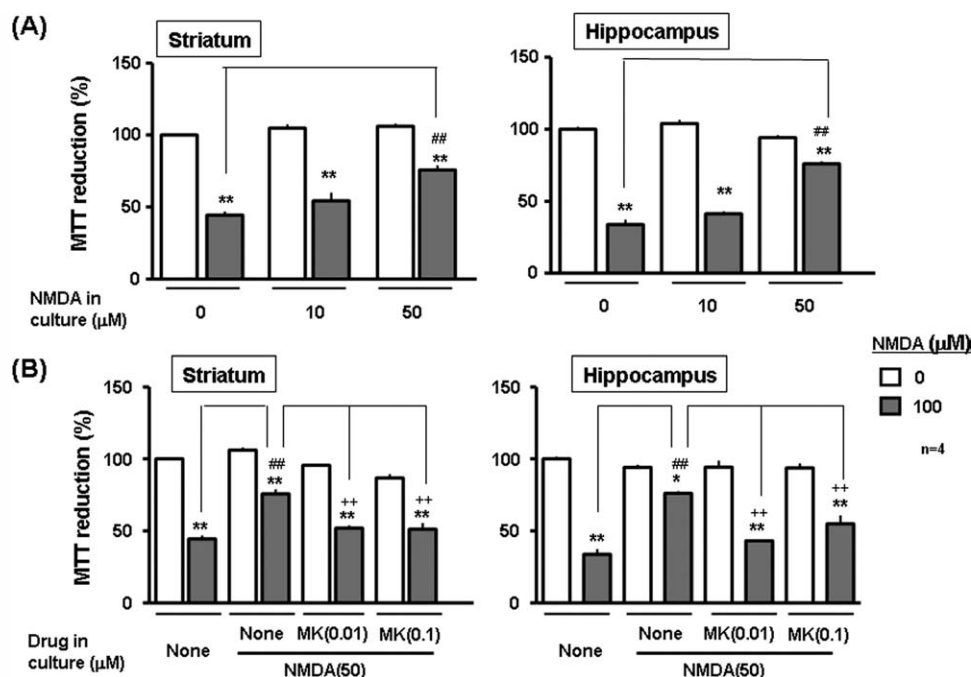 (A)
Striatum
Hippocampus
MTT reduction (%)
150
100
50
0
** ** ## **
150
100
50
0
** ** ## **
NMDA in
culture (μM)
0 10 50
0 10 50
NMDA (μM)
0
100
n=4
(B)
Striatum
Hippocampus
MTT reduction (%)
150
100
50
0
** ## ** ++ ** ++ **
150
100
50
0
** ## * ++ ** ++ **
Drug in
culture (μM)
None None MK(0.01) MK(0.1)
NMDA(50)
None None MK(0.01) MK(0.1)
NMDA(50)